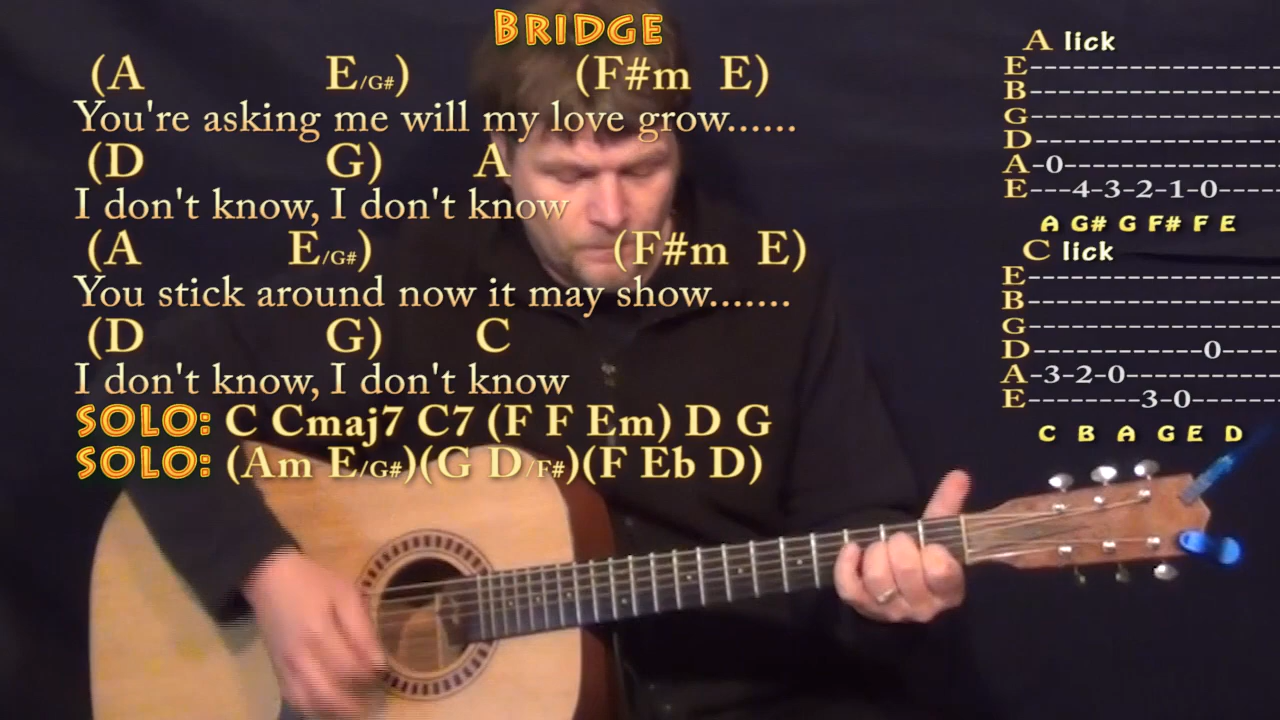 BRIDGE
(A E/G#) (F#m E)
You're asking me will my love grow......
(D G) A
I don't know, I don't know
(A E/G#) (F#m E)
You stick around now it may show.......
(D G) C
I don't know, I don't know
SOLO: C Cmaj7 C7 (F F Em) D G
SOLO: (Am E/G#)(G D/F#)(F Eb D)
A lick
E--------------------
B--------------------
G--------------------
D--------------------
A-0------------------
E---4-3-2-1-0-----
A G# G F# F E
C lick
E--------------------
B--------------------
G--------------------
D------------0----
A-3-2-0-------------
E--------3-0-------
C B A G E D